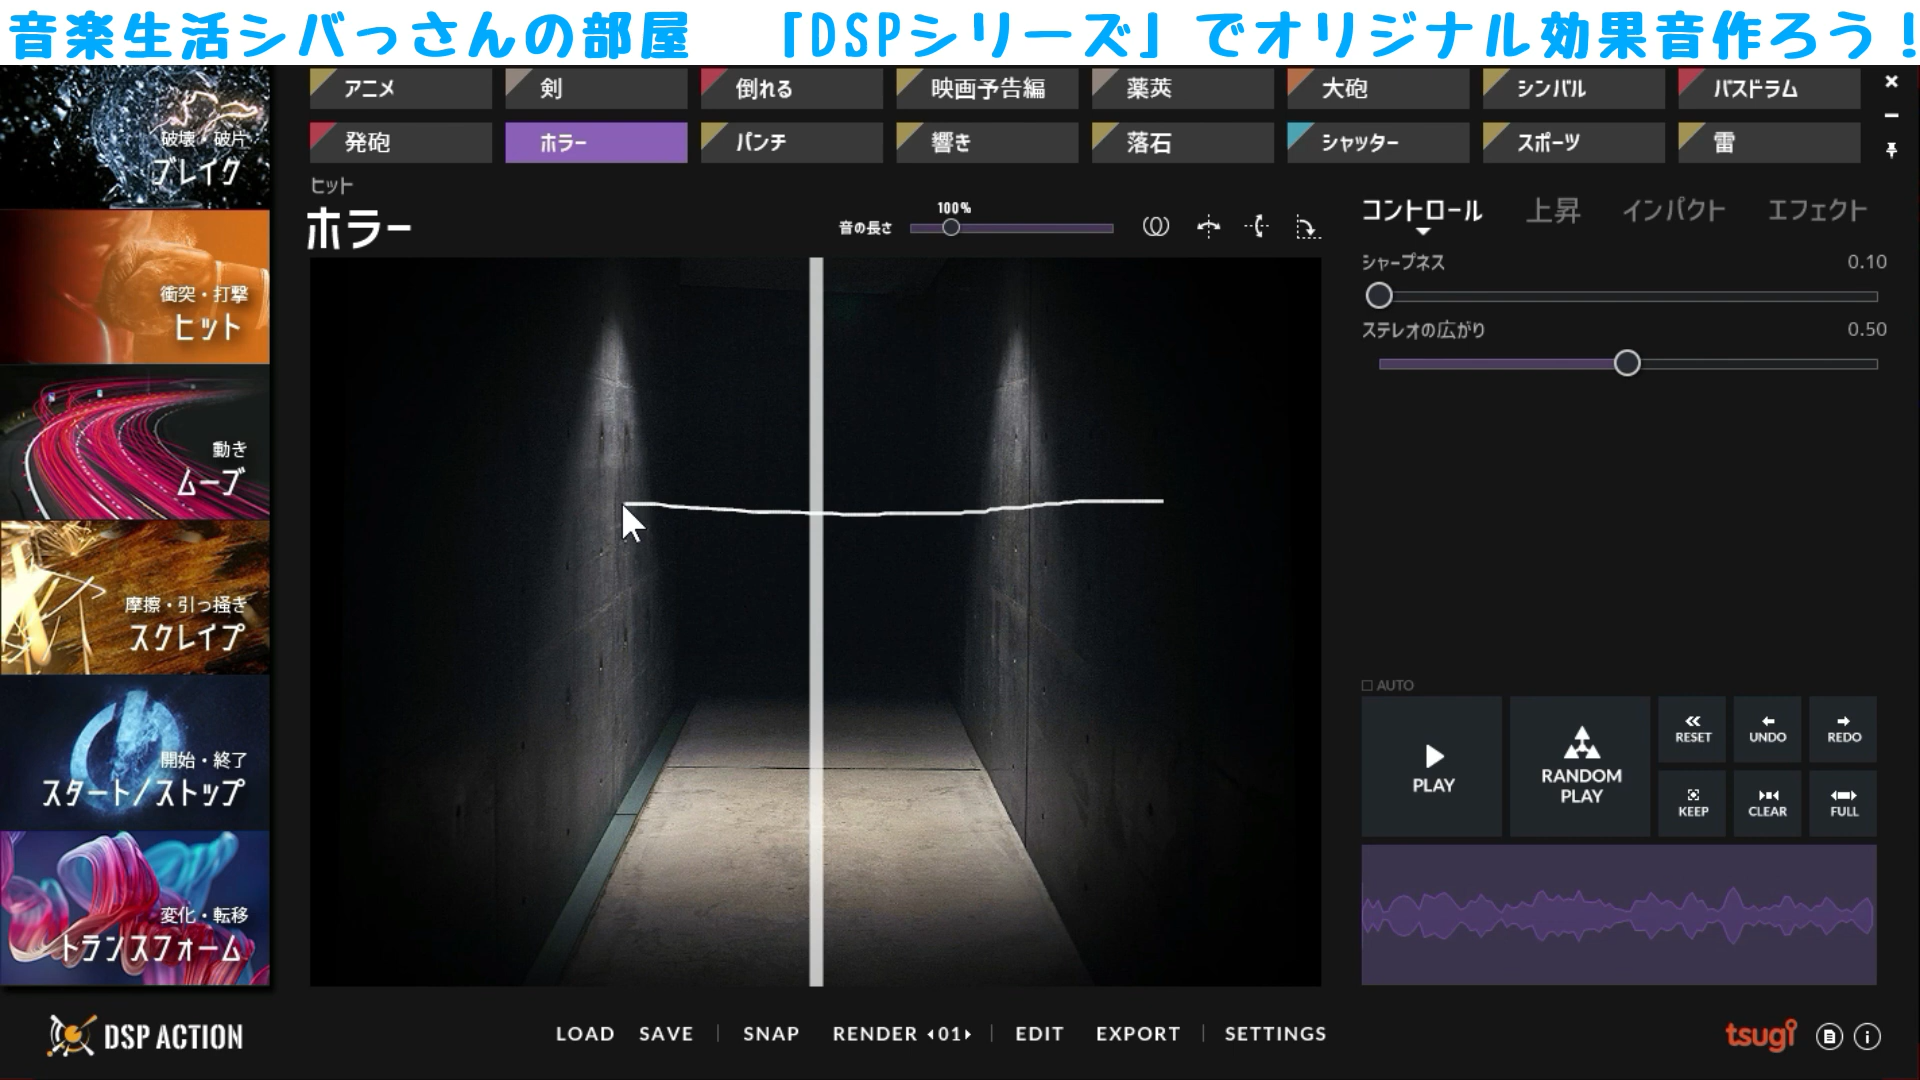 音楽生活シバっさんの部屋 「DSPシリーズ」でオリジナル効果音作ろう！
アニメ 剣 倒れる 映画予告編 薬莢 大砲 シンバル バスドラム
発砲 ホラー パンチ 響き 落石 シャッター スポーツ 雷
破壊・破片
ブレイク
衝突・打撃
ヒット
動き
ムーブ
摩擦・引っ掻き
スクレイプ
開始・終了
スタート/ストップ
変化・転移
トランスフォーム
ヒット
ホラー
音の長さ 100%
コントロール 上昇 インパクト エフェクト
シャープネス 0.10
ステレオの広がり 0.50
AUTO
PLAY
RANDOM
PLAY
RESET UNDO REDO
KEEP CLEAR FULL
DSP ACTION
LOAD SAVE | SNAP RENDER 01 | EDIT EXPORT | SETTINGS
tsugi